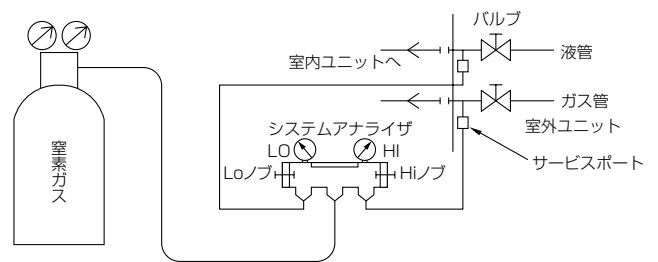 バルブ
液管
室内ユニットへ
ガス管
システムアナライザ
室外ユニット
LO
HI
サービスポート
Loノブ
Hiノブ
窒素ガス